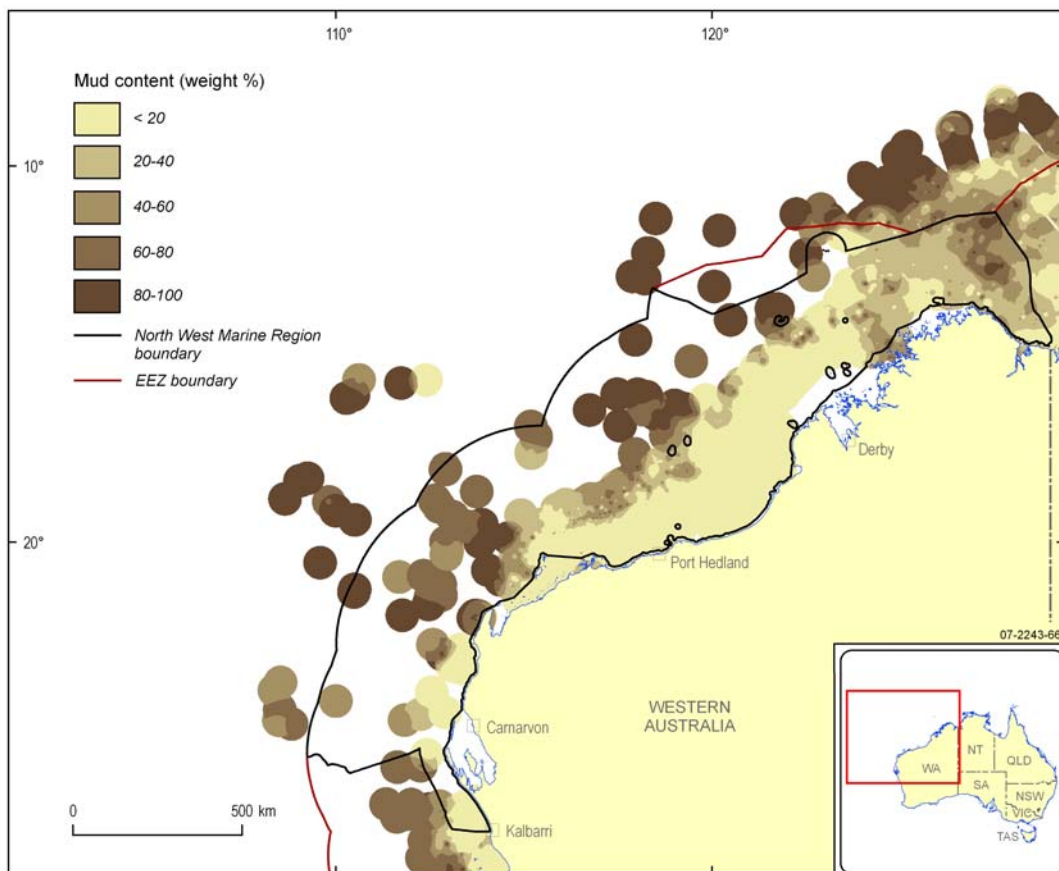 110°
120°
Mud content (weight %)
< 20
20-40
40-60
60-80
80-100
North West Marine Region
boundary
EEZ boundary
10°
20°
Derby
Port Hedland
07-2243-66
WESTERN
AUSTRALIA
Carnarvon
0
500 km
Kalbarri
WA
NT
QLD
SA
NSW
VIC
TAS